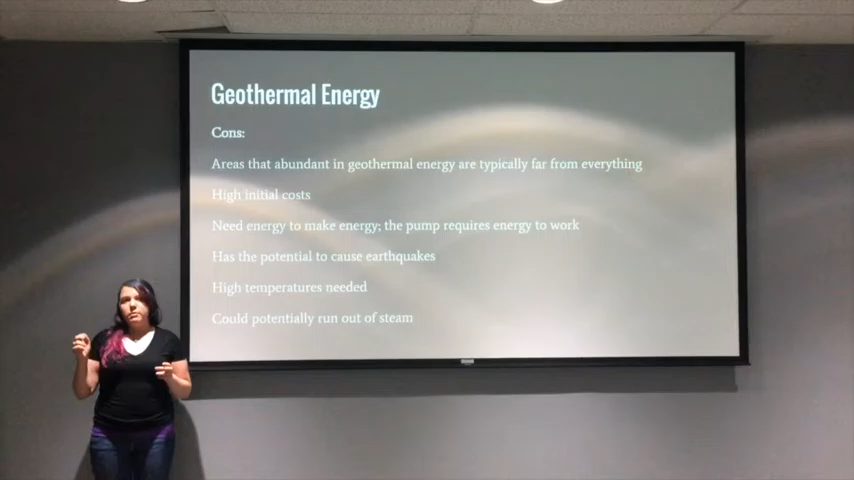 Geothermal Energy
Cons:
Areas that abundant in geothermal energy are typically far from everything
High initial costs
Need energy to make energy; the pump requires energy to work
Has the potential to cause earthquakes
High temperatures needed
Could potentially run out of steam